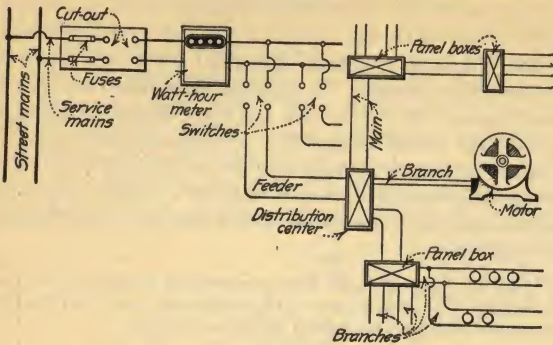 Cut-out
Panel boxes
Fuses
Watt-hour
meter
Street mains
Service
mains
Switches
Main
Feeder
Branch
Motor
Distribution
center
Panel box
Branches